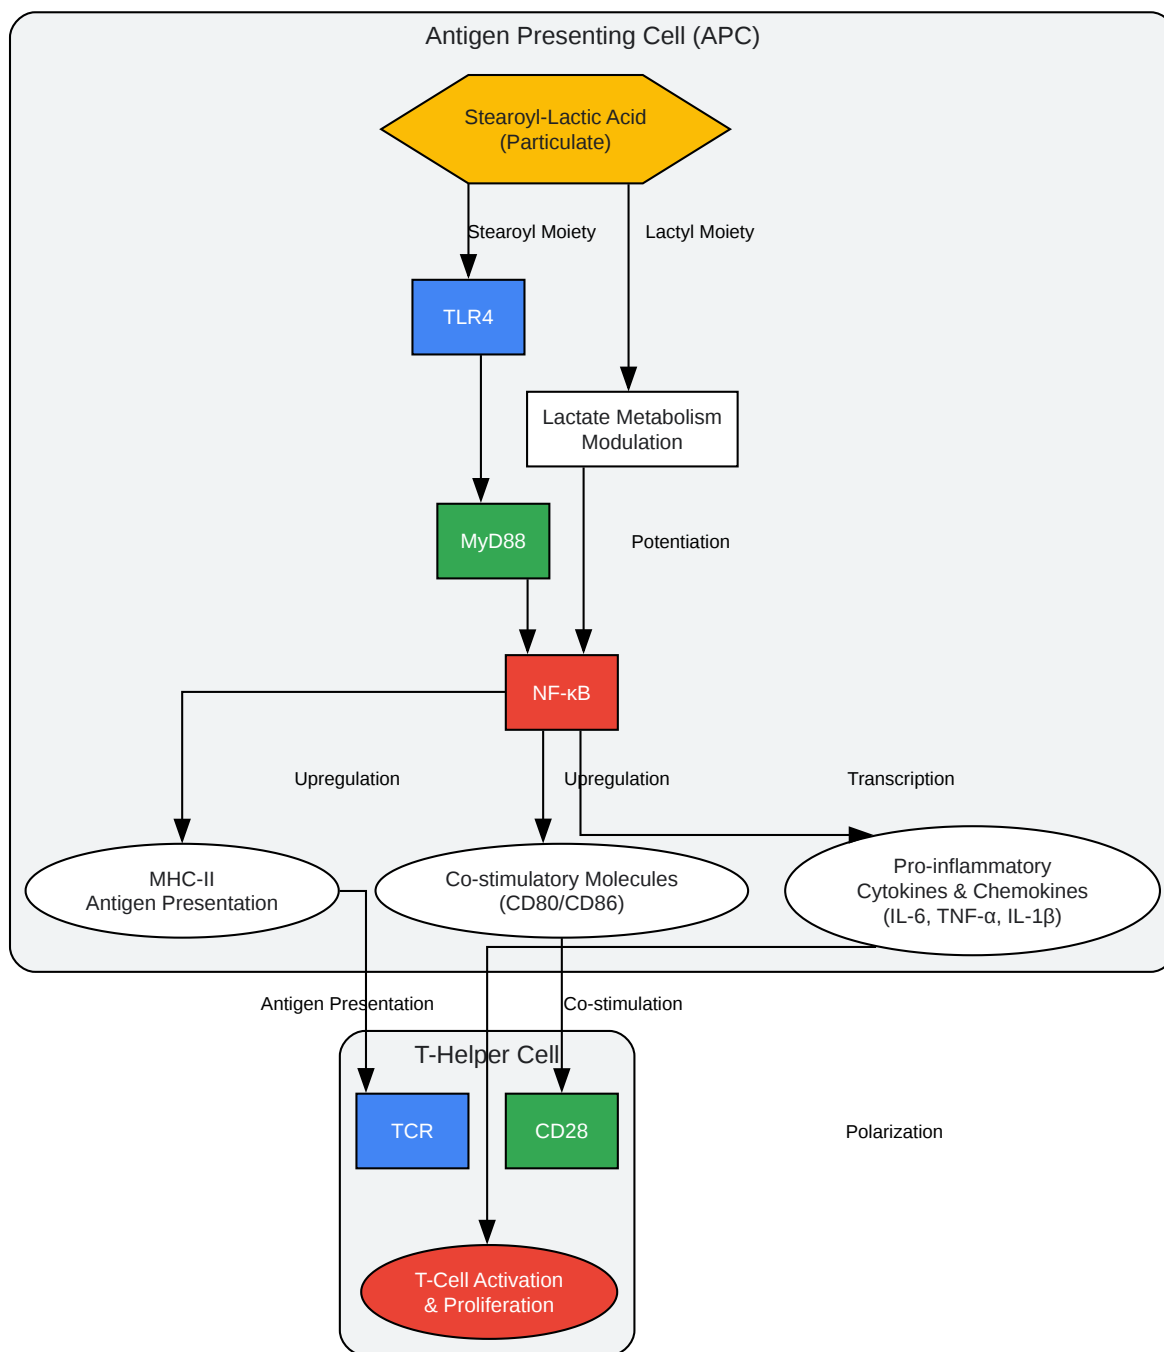 Antigen Presenting Cell (APC)
Stearoyl-Lactic Acid
(Particulate)
Stearoyl Moiety
Lactyl Moiety
TLR4
Lactate Metabolism
Modulation
MyD88
Potentiation
NF-κB
Upregulation
Upregulation
Transcription
MHC-II
Antigen Presentation
Co-stimulatory Molecules
(CD80/CD86)
Pro-inflammatory
Cytokines & Chemokines
(IL-6, TNF-α, IL-1β)
Antigen Presentation
Co-stimulation
T-Helper Cell
TCR
CD28
Polarization
T-Cell Activation
& Proliferation